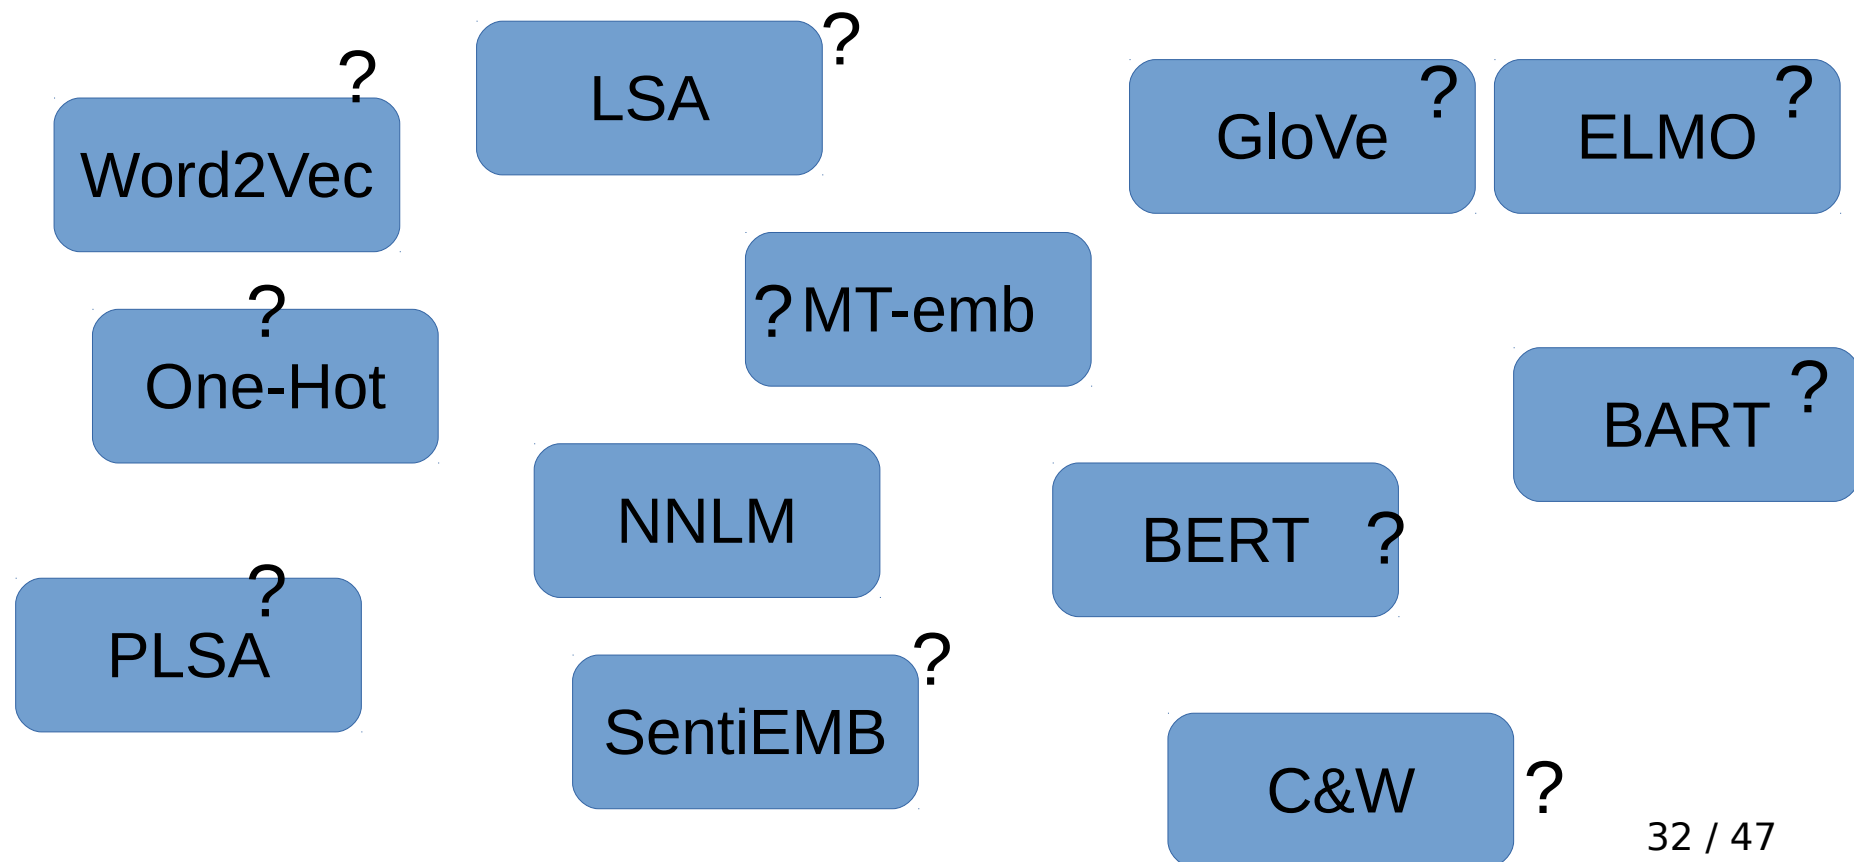 ?
LSA
?
Word2Vec
GloVe ?
ELMO ?
?
One-Hot
? MT-emb
BART ?
NNLM
BERT ?
?
PLSA
?
SentiEMB
C&W ?
32 / 47